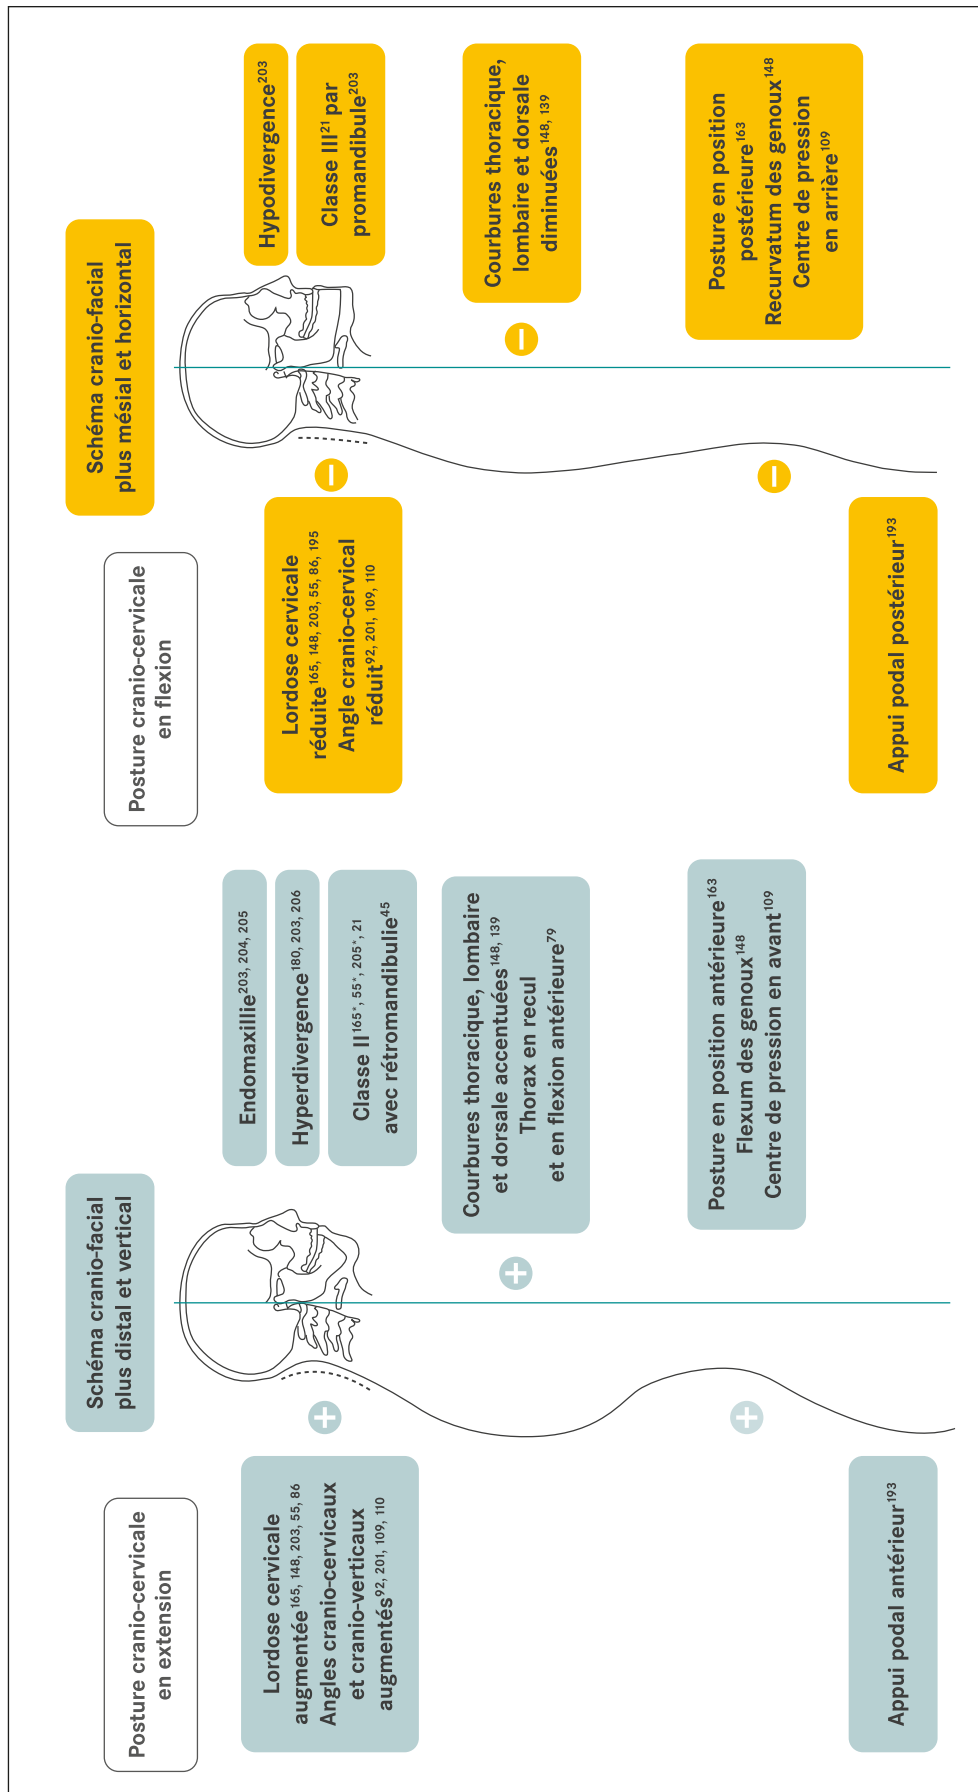 Posture cranio-cervicale
en extension
Schéma cranio-facial
plus distal et vertical
Lordose cervicale
augmentée165, 148, 203, 55, 86
Angles cranio-cervicaux
et cranio-verticaux
augmentés92, 201, 109, 110
+
Endomaxillie203, 204, 205
Hyperdivergence180, 203, 206
Classe II165*, 55*, 205*, 21
avec rétromandibulie45
+
Courbures thoracique, lombaire
et dorsale accentuées148, 139
Thorax en recul
et en flexion antérieure79
+
Posture en position antérieure163
Flexum des genoux148
Centre de pression en avant109
Appui podal antérieur193
Posture cranio-cervicale
en flexion
Schéma cranio-facial
plus mésial et horizontal
Lordose cervicale
réduite165, 148, 203, 55, 86, 195
Angle cranio-cervical
réduit92, 201, 109, 110
–
Hypodivergence203
Classe III21 par
promandibule203
–
Courbures thoracique,
lombaire et dorsale
diminuées148, 139
–
Posture en position
postérieure163
Recurvatum des genoux148
Centre de pression
en arrière109
Appui podal postérieur193